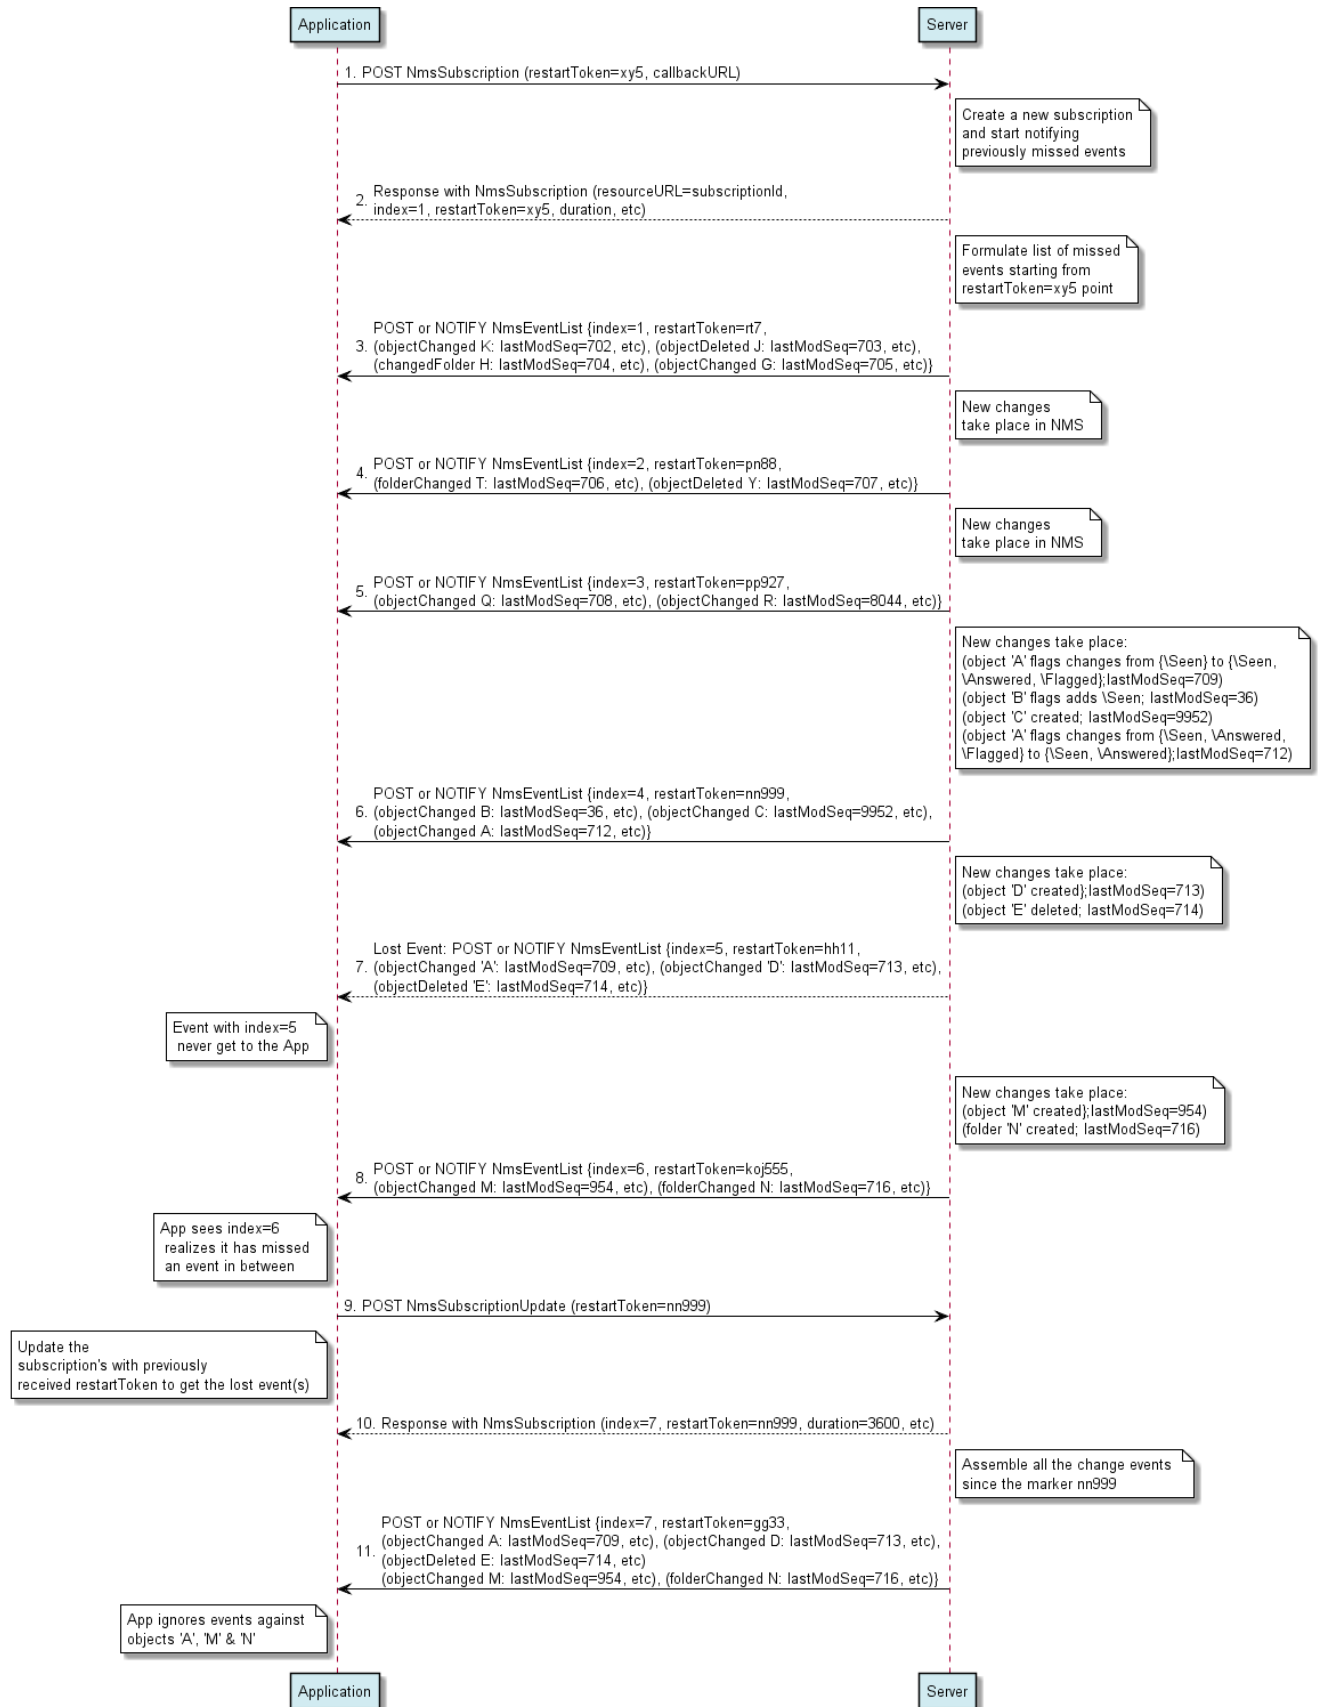 Application
Server
1. POST NmsSubscription (restartToken=xy5, callbackURL)
Create a new subscription
and start notifying
previously missed events
2. Response with NmsSubscription (resourceURL=subscriptionId,
index=1, restartToken=xy5, duration, etc)
Formulate list of missed
events starting from
restartToken=xy5 point
POST or NOTIFY NmsEventList {index=1, restartToken=rt7,
3. (objectChanged K: lastModSeq=702, etc), (objectDeleted J: lastModSeq=703, etc),
(changedFolder H: lastModSeq=704, etc), (objectChanged G: lastModSeq=705, etc)}
New changes
take place in NMS
4. POST or NOTIFY NmsEventList {index=2, restartToken=pn88,
(folderChanged T: lastModSeq=706, etc), (objectDeleted Y: lastModSeq=707, etc)}
New changes
take place in NMS
5. POST or NOTIFY NmsEventList {index=3, restartToken=pp927,
(objectChanged Q: lastModSeq=708, etc), (objectChanged R: lastModSeq=8044, etc)}
New changes take place:
(object 'A' flags changes from {\Seen} to {\Seen,
\Answered, \Flagged};lastModSeq=709)
(object 'B' flags adds \Seen; lastModSeq=36)
(object 'C' created; lastModSeq=9952)
(object 'A' flags changes from {\Seen, \Answered,
\Flagged} to {\Seen, \Answered};lastModSeq=712)
POST or NOTIFY NmsEventList {index=4, restartToken=nn999,
6. (objectChanged B: lastModSeq=36, etc), (objectChanged C: lastModSeq=9952, etc),
(objectChanged A: lastModSeq=712, etc)}
New changes take place:
(object 'D' created};lastModSeq=713)
(object 'E' deleted; lastModSeq=714)
Lost Event: POST or NOTIFY NmsEventList {index=5, restartToken=hh11,
7. (objectChanged 'A': lastModSeq=709, etc), (objectChanged 'D': lastModSeq=713, etc),
(objectDeleted 'E': lastModSeq=714, etc)}
Event with index=5
never get to the App
New changes take place:
(object 'M' created};lastModSeq=954)
(folder 'N' created; lastModSeq=716)
8. POST or NOTIFY NmsEventList {index=6, restartToken=koj555,
(objectChanged M: lastModSeq=954, etc), (folderChanged N: lastModSeq=716, etc)}
App sees index=6
realizes it has missed
an event in between
9. POST NmsSubscriptionUpdate (restartToken=nn999)
Update the
subscription's with previously
received restartToken to get the lost event(s)
10. Response with NmsSubscription (index=7, restartToken=nn999, duration=3600, etc)
Assemble all the change events
since the marker nn999
POST or NOTIFY NmsEventList {index=7, restartToken=gg33,
11. (objectChanged A: lastModSeq=709, etc), (objectChanged D: lastModSeq=713, etc),
(objectDeleted E: lastModSeq=714, etc)
(objectChanged M: lastModSeq=954, etc), (folderChanged N: lastModSeq=716, etc)}
App ignores events against
objects 'A', 'M' & 'N'
Application
Server